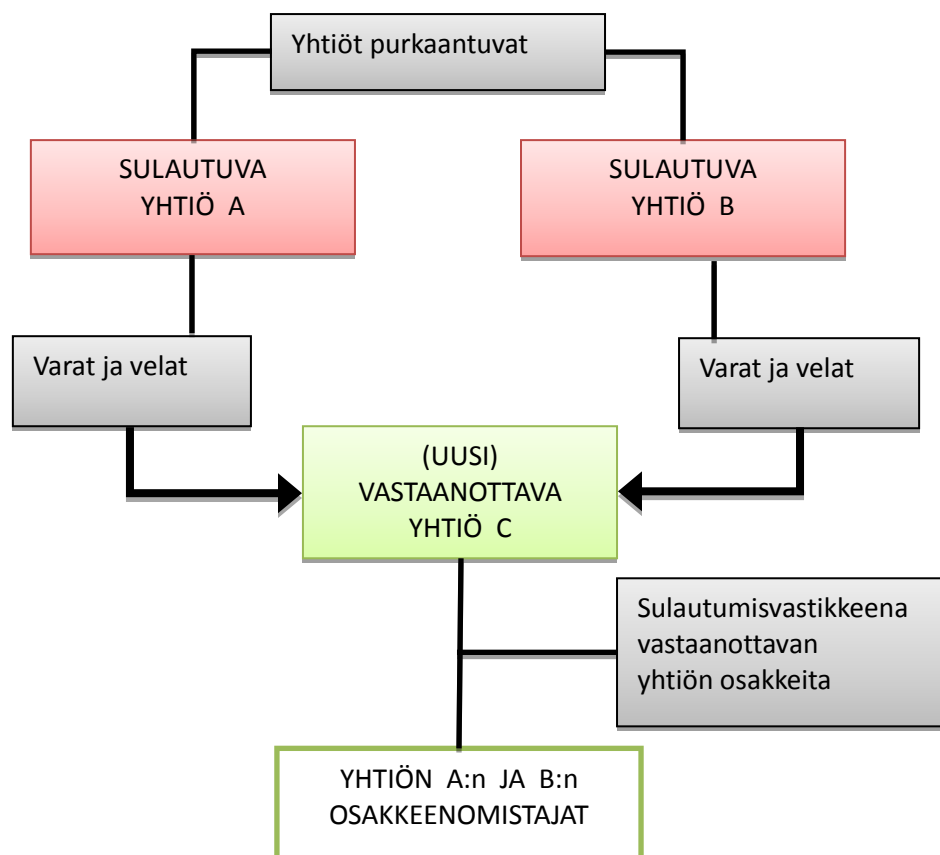 Yhtiöt purkaantuvat
SULAUTUVA
YHTIÖ A
SULAUTUVA
YHTIÖ B
Varat ja velat
Varat ja velat
(UUSI)
VASTAANOTTAVA
YHTIÖ C
Sulautumisvastikkeena
vastaanottavan
yhtiön osakkeita
YHTIÖN A:n JA B:n
OSAKKEENOMISTAJAT